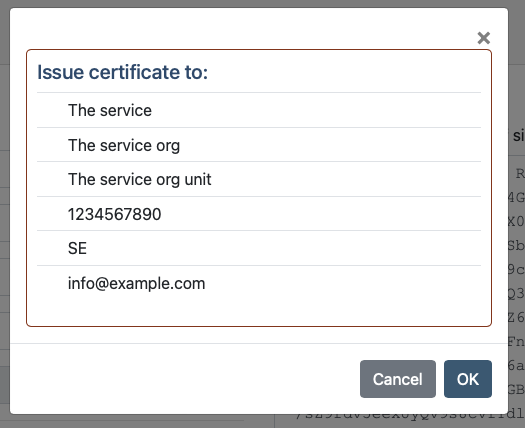 ×
Issue certificate to:
The service
The service org
The service org unit
1234567890
SE
info@example.com
Cancel
OK